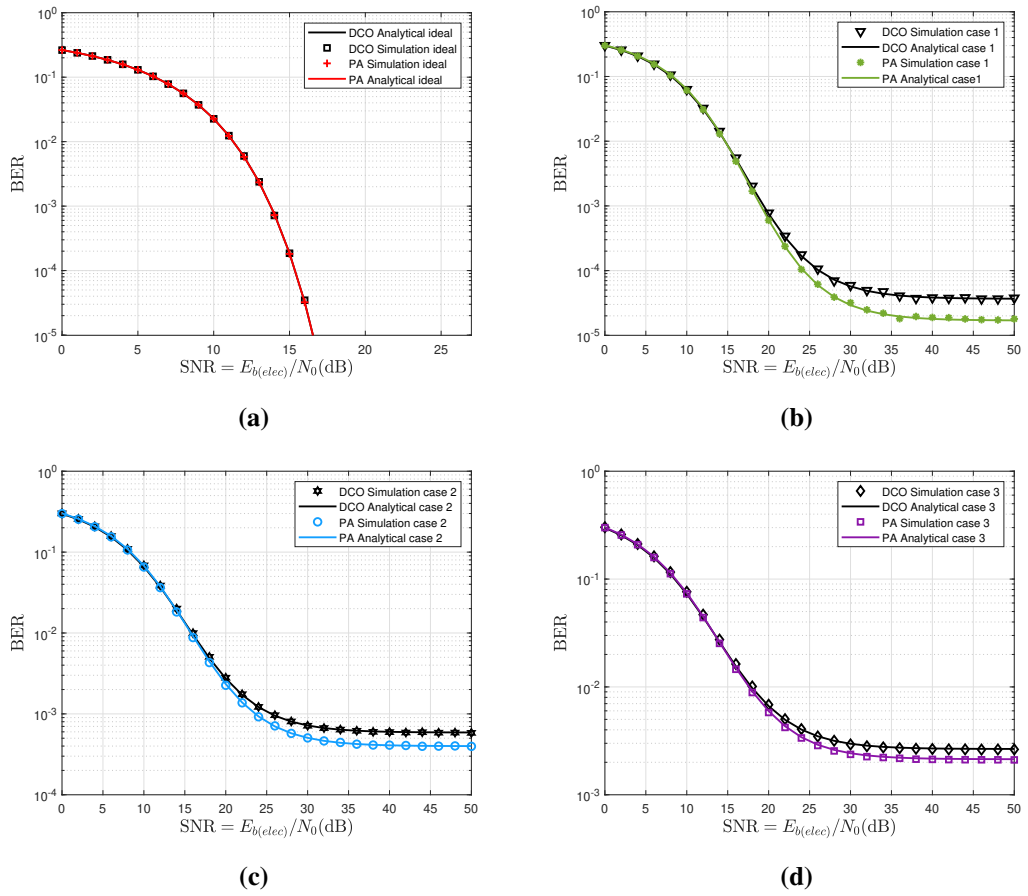 DCO Analytical ideal
DCO Simulation ideal
PA Simulation ideal
PA Analytical ideal
10^0
10^-1
10^-2
10^-3
10^-4
10^-5
BER
0 5 10 15 20 25
SNR = E_b(elec)/N_0(dB)
(a)
DCO Simulation case 1
DCO Analytical case 1
PA Simulation case 1
PA Analytical case1
10^0
10^-1
10^-2
10^-3
10^-4
10^-5
BER
0 5 10 15 20 25 30 35 40 45 50
SNR = E_b(elec)/N_0(dB)
(b)
DCO Simulation case 2
DCO Analytical case 2
PA Simulation case 2
PA Analytical case 2
10^0
10^-1
10^-2
10^-3
10^-4
BER
0 5 10 15 20 25 30 35 40 45 50
SNR = E_b(elec)/N_0(dB)
(c)
DCO Simulation case 3
DCO Analytical case 3
PA Simulation case 3
PA Analytical case 3
10^0
10^-1
10^-2
10^-3
BER
0 5 10 15 20 25 30 35 40 45 50
SNR = E_b(elec)/N_0(dB)
(d)